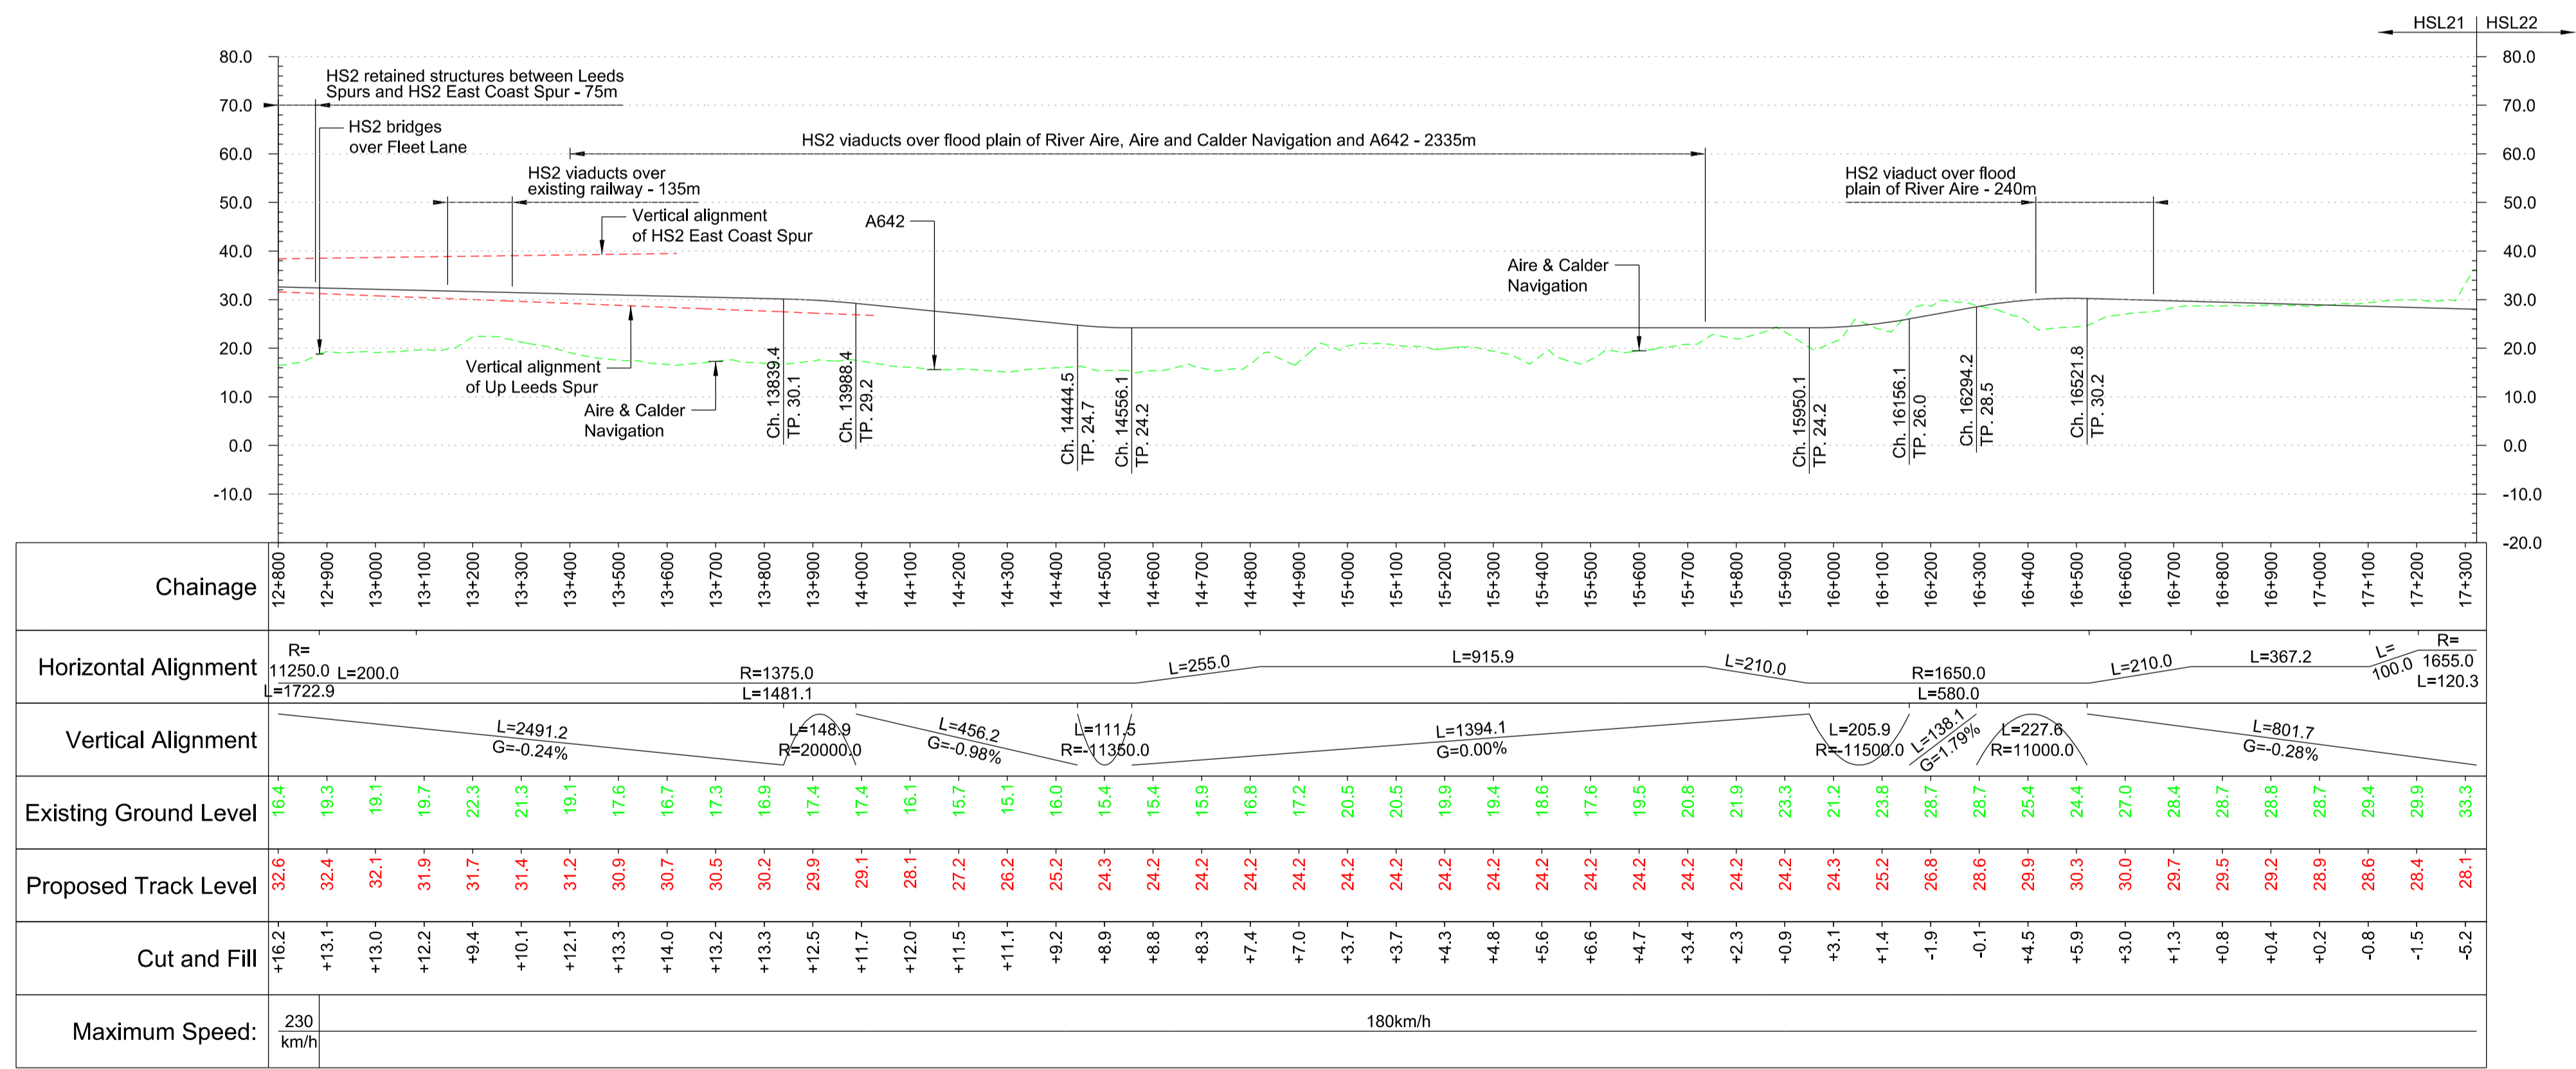 HSL21 HSL22
80.0
70.0
60.0
50.0
40.0
30.0
20.0
10.0
0.0
-10.0
80.0
70.0
60.0
50.0
40.0
30.0
20.0
10.0
0.0
-10.0
-20.0
HS2 retained structures between Leeds
Spurs and HS2 East Coast Spur - 75m
HS2 bridges
over Fleet Lane
HS2 viaducts over
existing railway - 135m
Vertical alignment
of HS2 East Coast Spur
HS2 viaducts over flood plain of River Aire, Aire and Calder Navigation and A642 - 2335m
A642
Aire & Calder
Navigation
HS2 viaduct over flood
plain of River Aire - 240m
Vertical alignment
of Up Leeds Spur
Aire & Calder
Navigation
Ch. 13839.4
TP. 30.1
Ch. 13988.4
TP. 29.2
Ch. 14444.5
TP. 24.7
Ch. 14556.1
TP. 24.2
Ch. 15950.1
TP. 24.2
Ch. 16156.1
TP. 26.0
Ch. 16294.2
TP. 28.5
Ch. 16521.8
TP. 30.2
Chainage 12+800 12+900 13+000 13+100 13+200 13+300 13+400 13+500 13+600 13+700 13+800 13+900 14+000 14+100 14+200 14+300 14+400 14+500 14+600 14+700 14+800 14+900 15+000 15+100 15+200 15+300 15+400 15+500 15+600 15+700 15+800 15+900 16+000 16+100 16+200 16+300 16+400 16+500 16+600 16+700 16+800 16+900 17+000 17+100 17+200 17+300
Horizontal Alignment
R=
11250.0
L=1722.9
L=200.0
R=1375.0
L=1481.1
L=255.0
L=915.9
L=210.0
R=1650.0
L=580.0
L=210.0
L=367.2
L=
100.0
R=
1655.0
L=120.3
Vertical Alignment
L=2491.2
G=-0.24%
L=148.9
R=20000.0
L=456.2
G=-0.98%
L=111.5
R=-11350.0
L=1394.1
G=0.00%
L=205.9
R=-11500.0
L=138.1
G=1.79%
L=227.6
R=11000.0
L=801.7
G=-0.28%
Existing Ground Level 16.4 19.3 19.1 19.7 22.3 21.3 19.1 17.6 16.7 17.3 16.9 17.4 17.4 16.1 15.7 15.1 16.0 15.4 15.4 15.9 16.8 17.2 20.5 20.5 19.9 19.4 18.6 17.6 19.5 20.8 21.9 23.3 21.2 23.8 28.7 28.7 25.4 24.4 27.0 28.4 28.7 28.8 28.7 29.4 29.9 33.3
Proposed Track Level 32.6 32.4 32.1 31.9 31.7 31.4 31.2 30.9 30.7 30.5 30.2 29.9 29.1 28.1 27.2 26.2 25.2 24.3 24.2 24.2 24.2 24.2 24.2 24.2 24.2 24.2 24.2 24.2 24.2 24.2 24.2 24.2 24.3 25.2 26.8 28.6 29.9 30.3 30.0 29.7 29.5 29.2 28.9 28.6 28.4 28.1
Cut and Fill +16.2 +13.1 +13.0 +12.2 +9.4 +10.1 +12.1 +13.3 +14.0 +13.2 +13.3 +12.5 +11.7 +12.0 +11.5 +11.1 +9.2 +8.9 +8.8 +8.3 +7.4 +7.0 +3.7 +3.7 +4.3 +4.8 +5.6 +6.6 +4.7 +3.4 +2.3 +0.9 +3.1 +1.4 -1.9 -0.1 +4.5 +5.9 +3.0 +1.3 +0.8 +0.4 +0.2 -0.8 -1.5 -5.2
Maximum Speed:
230
km/h
180km/h